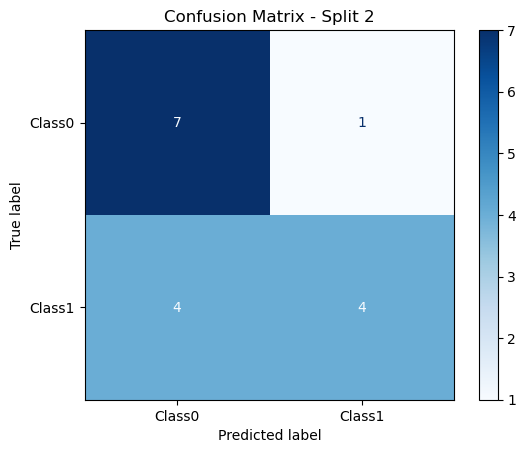 Confusion Matrix - Split 2
Class0
7
1
Class1
4
4
Class0
Class1
True label
Predicted label
7
6
5
4
3
2
1